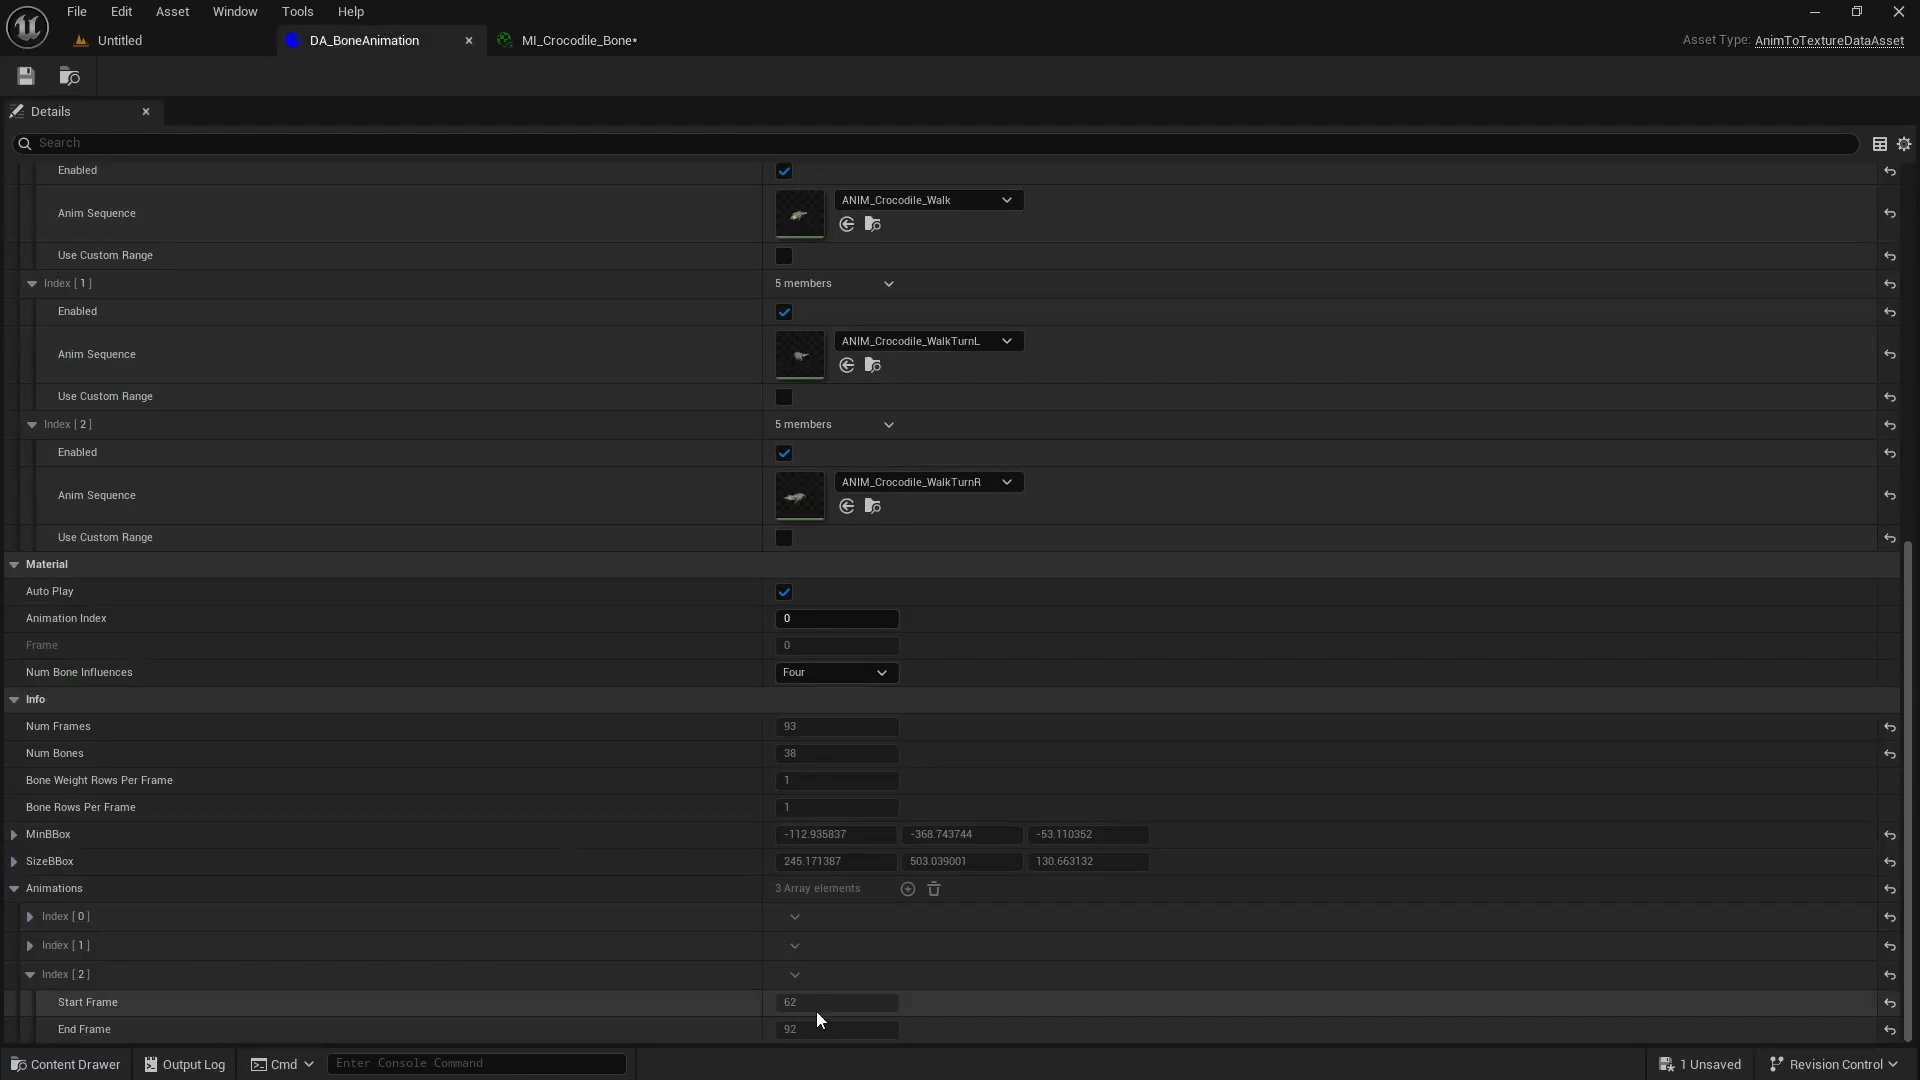 File Edit Asset Window Tools Help
Untitled
DA_BoneAnimation
MI_Crocodile_Bone*
Asset Type: AnimToTextureDataAsset
Details
Search
Enabled
Anim Sequence
ANIM_Crocodile_Walk
Use Custom Range
Index [ 1 ]
5 members
Enabled
Anim Sequence
ANIM_Crocodile_WalkTurnL
Use Custom Range
Index [ 2 ]
5 members
Enabled
Anim Sequence
ANIM_Crocodile_WalkTurnR
Use Custom Range
Material
Auto Play
Animation Index
0
Frame
0
Num Bone Influences
Four
Info
Num Frames
93
Num Bones
38
Bone Weight Rows Per Frame
1
Bone Rows Per Frame
1
MinBBox
-112.935837
-368.743744
-53.110352
SizeBBox
245.171387
503.039001
130.663132
Animations
3 Array elements
Index [ 0 ]
Index [ 1 ]
Index [ 2 ]
Start Frame
62
End Frame
92
Content Drawer
Output Log
Cmd
Enter Console Command
1 Unsaved
Revision Control